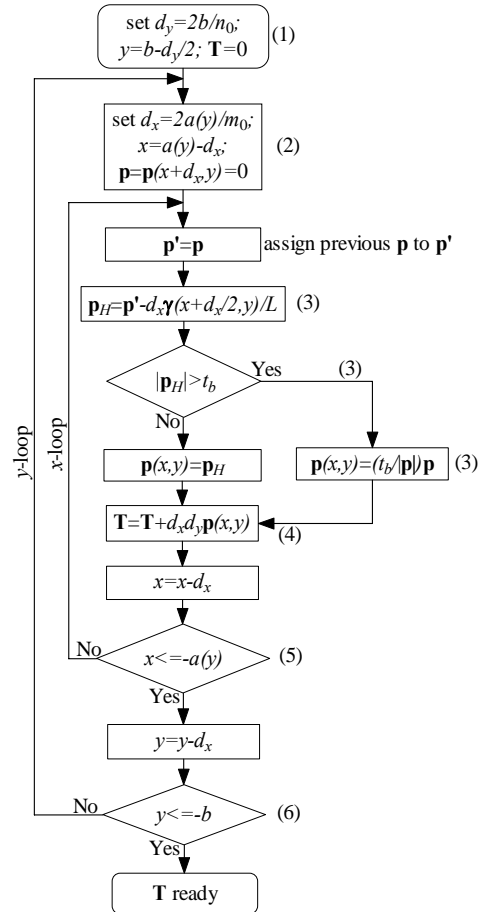 set d_y=2b/n_0;
y=b-d_y/2; T=0
(1)
set d_x=2a(y)/m_0;
x=a(y)-d_x;
p=p(x+d_x,y)=0
(2)
p'=p
assign previous p to p'
p_H=p'-d_xγ(x+d_x/2,y)/L
(3)
|p_H|>t_b
Yes
(3)
No
p(x,y)=p_H
p(x,y)=(t_b/|p|)p
(3)
T=T+d_xd_yp(x,y)
(4)
x=x-d_x
x<=-a(y)
(5)
No
Yes
y=y-d_x
y<=-b
(6)
No
Yes
T ready
y-loop
x-loop